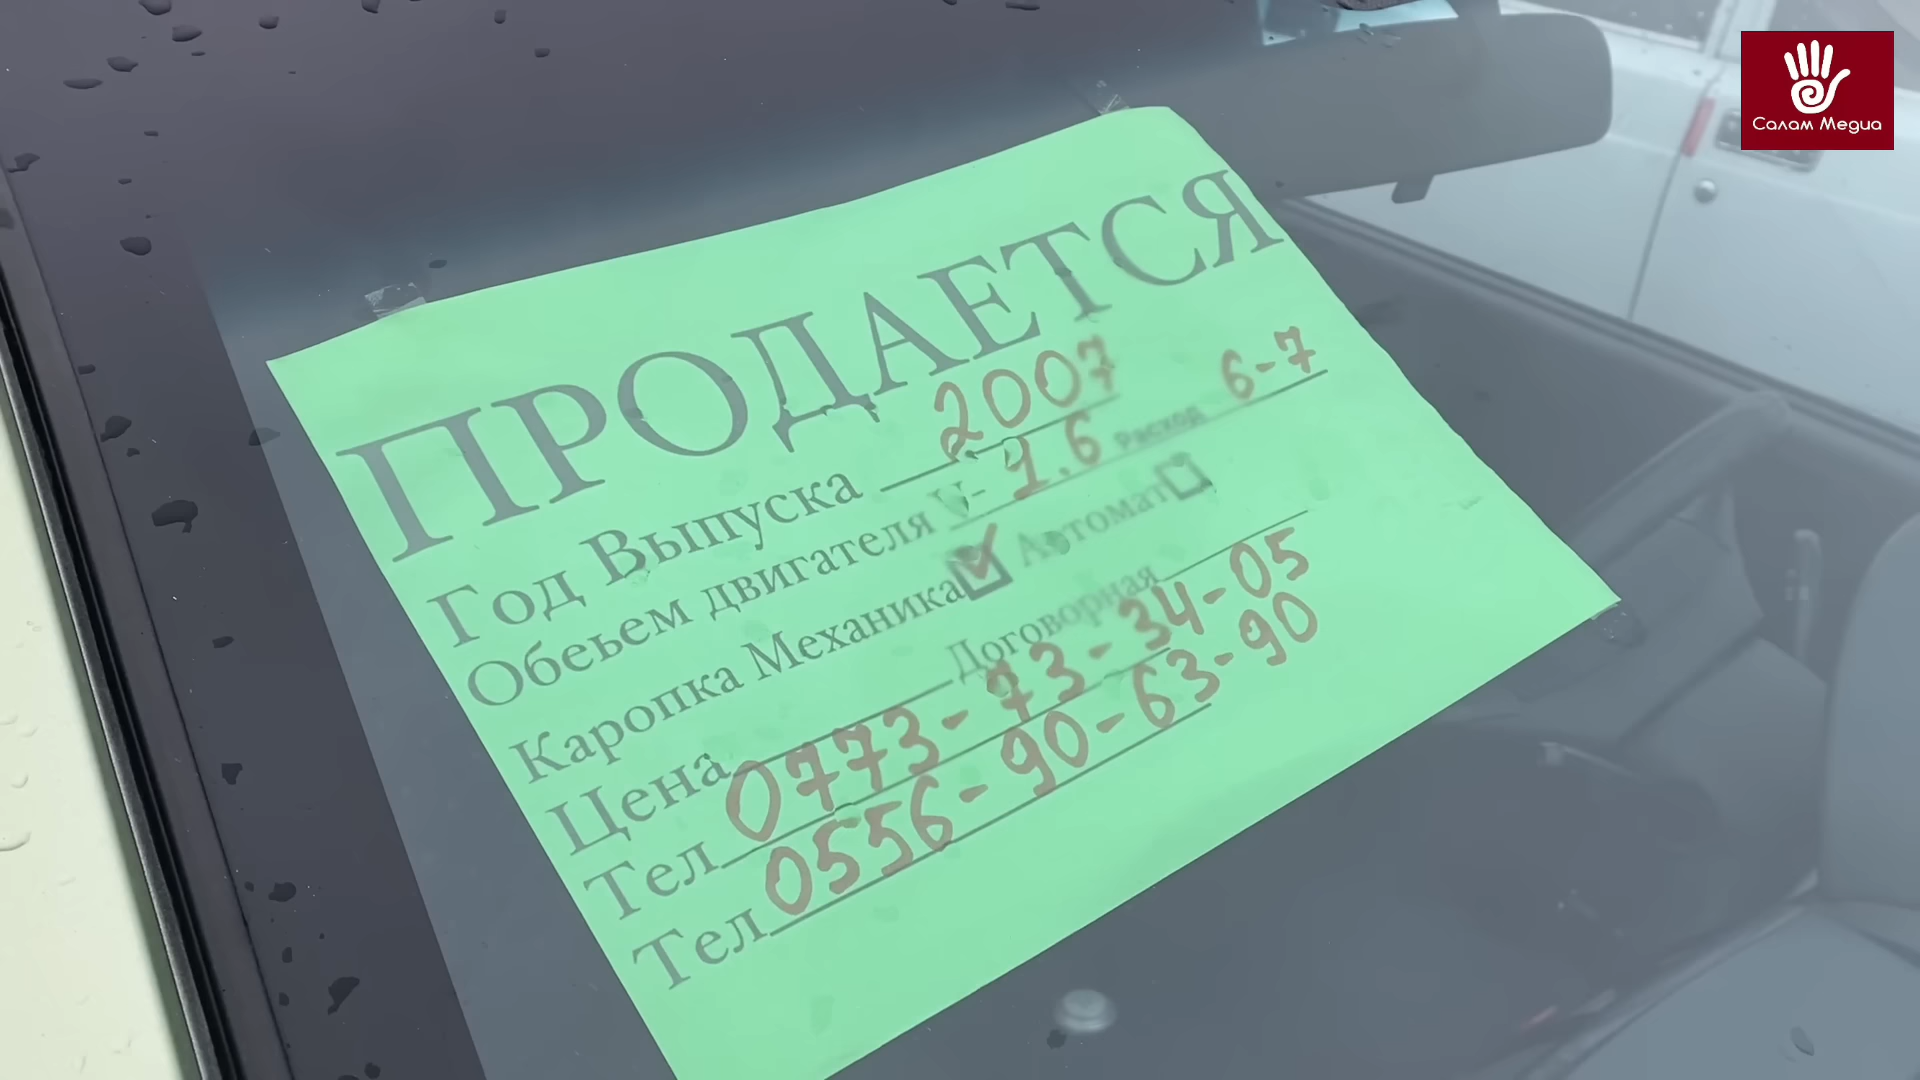 Салам Медиа
ПРОДАЕТСЯ
Год Выпуска 2007
Обеьем двигателя V- 1.6 Расход 6-7
Каропка Механика Автомат
Цена Договорная
Тел 0773-73-34-05
Тел 0556-90-63-90